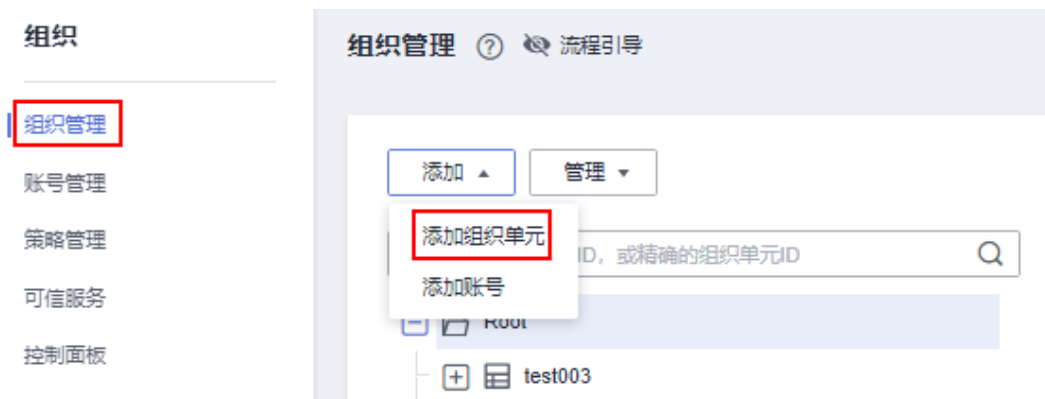 组织
组织管理
账号管理
策略管理
可信服务
控制面板
组织管理 ? 流程引导
添加 管理
添加组织单元
添加账号
ID，或精确的组织单元ID
Root
test003